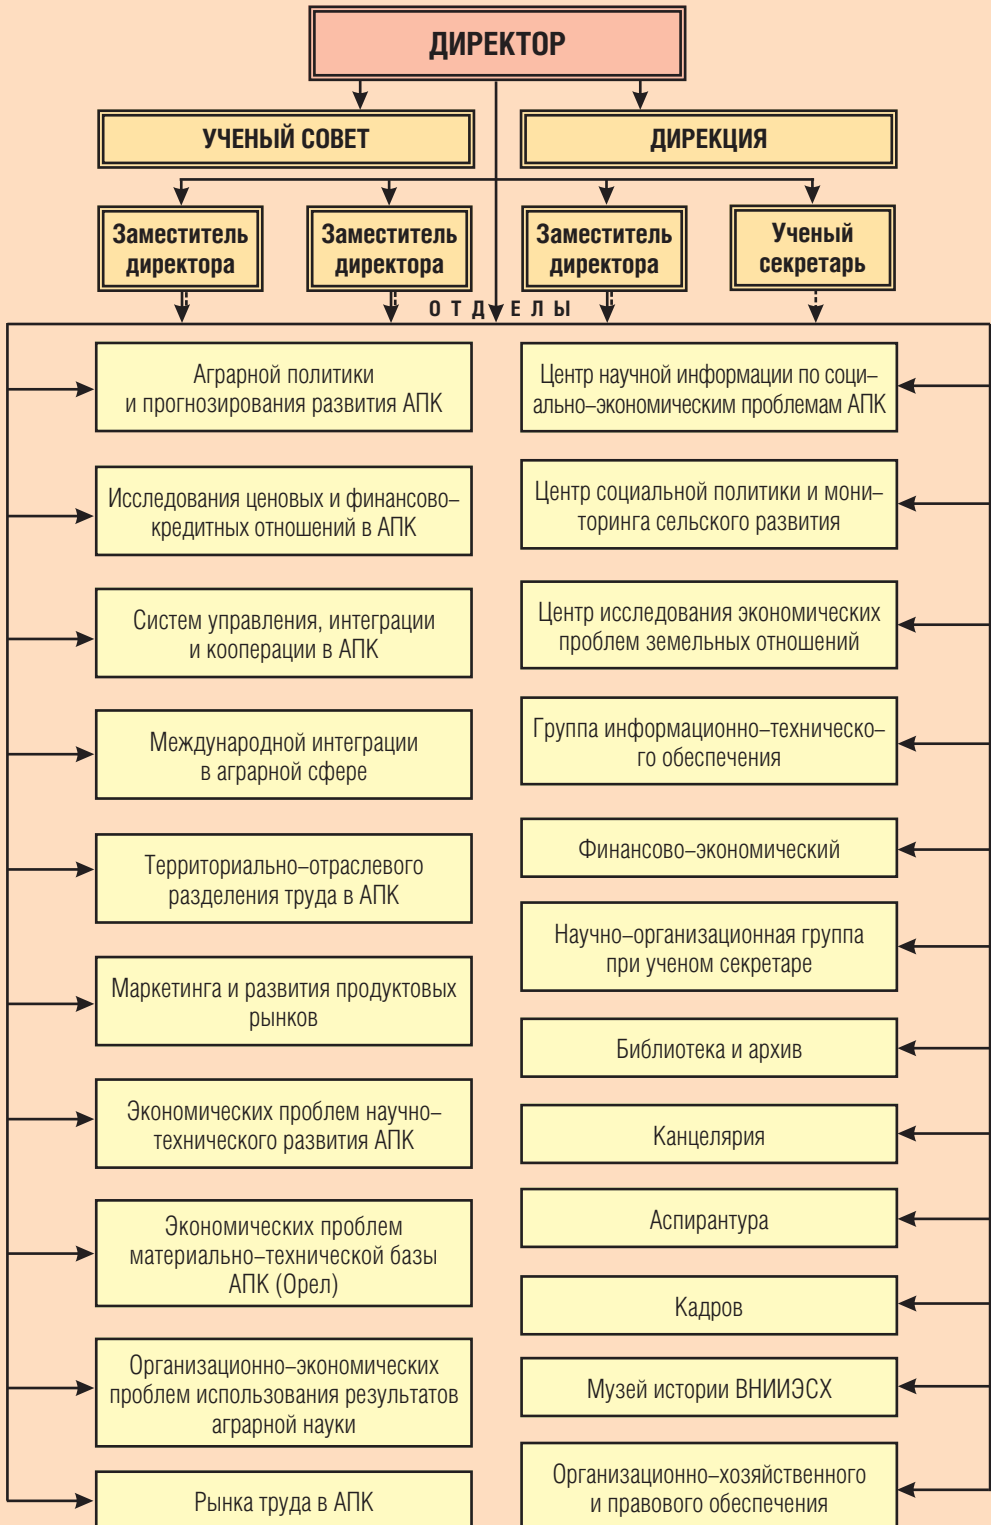 ДИРЕКТОР
УЧЕНЫЙ СОВЕТ
ДИРЕКЦИЯ
Заместитель
директора
Заместитель
директора
Заместитель
директора
Ученый
секретарь
ОТДЕЛЫ
Аграрной политики
и прогнозирования развития АПК
Исследования ценовых и финансово–
кредитных отношений в АПК
Систем управления, интеграции
и кооперации в АПК
Международной интеграции
в аграрной сфере
Территориально–отраслевого
разделения труда в АПК
Маркетинга и развития продуктовых
рынков
Экономических проблем научно–
технического развития АПК
Экономических проблем
материально–технической базы
АПК (Орел)
Организационно–экономических
проблем использования результатов
аграрной науки
Рынка труда в АПК
Центр научной информации по соци–
ально–экономическим проблемам АПК
Центр социальной политики и мони–
торинга сельского развития
Центр исследования экономических
проблем земельных отношений
Группа информационно–техническо–
го обеспечения
Финансово–экономический
Научно–организационная группа
при ученом секретаре
Библиотека и архив
Канцелярия
Аспирантура
Кадров
Музей истории ВНИИЭСХ
Организационно–хозяйственного
и правового обеспечения